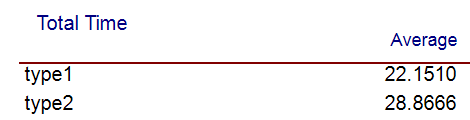 Total Time
Average
type1 22.1510
type2 28.8666